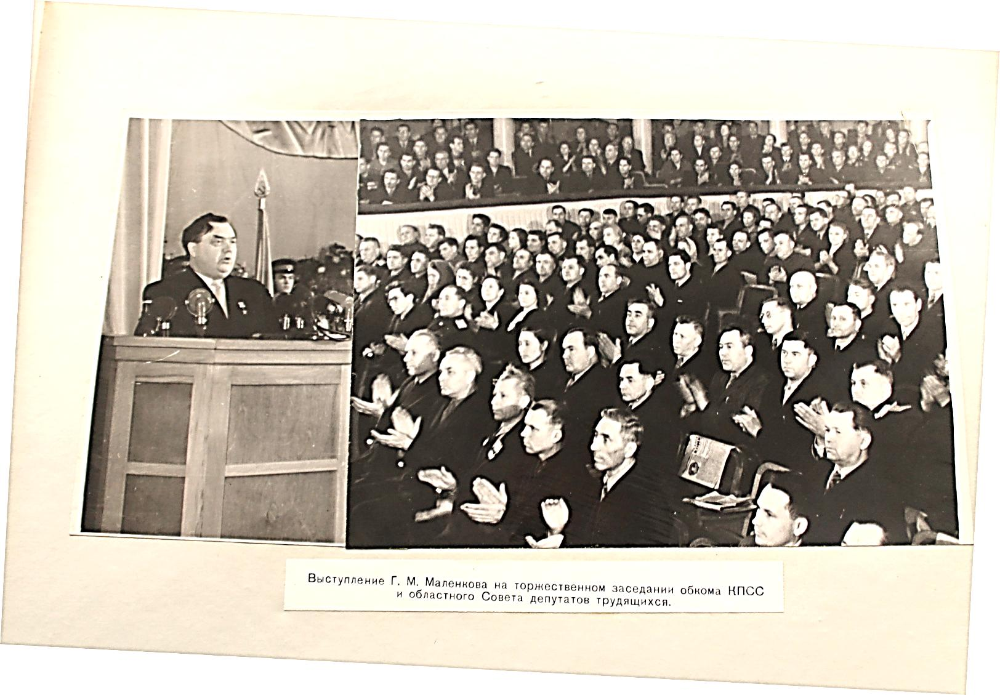 Выступление Г. М. Маленкова на торжественном заседании обкома КПСС
и областного Совета депутатов трудящихся.